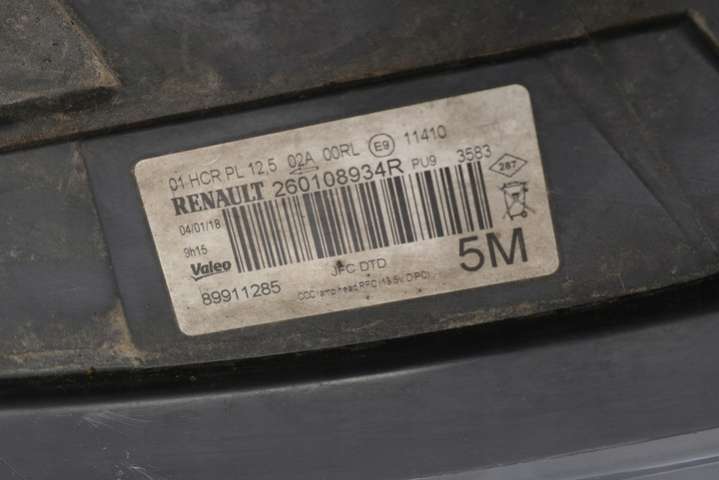 01 HCR PL 12,5 02A 00RL E9 11410
RENAULT 260108934R PU9 3583
267
04/01/18
9h15
Valeo
JFC DTD
5M
89911285